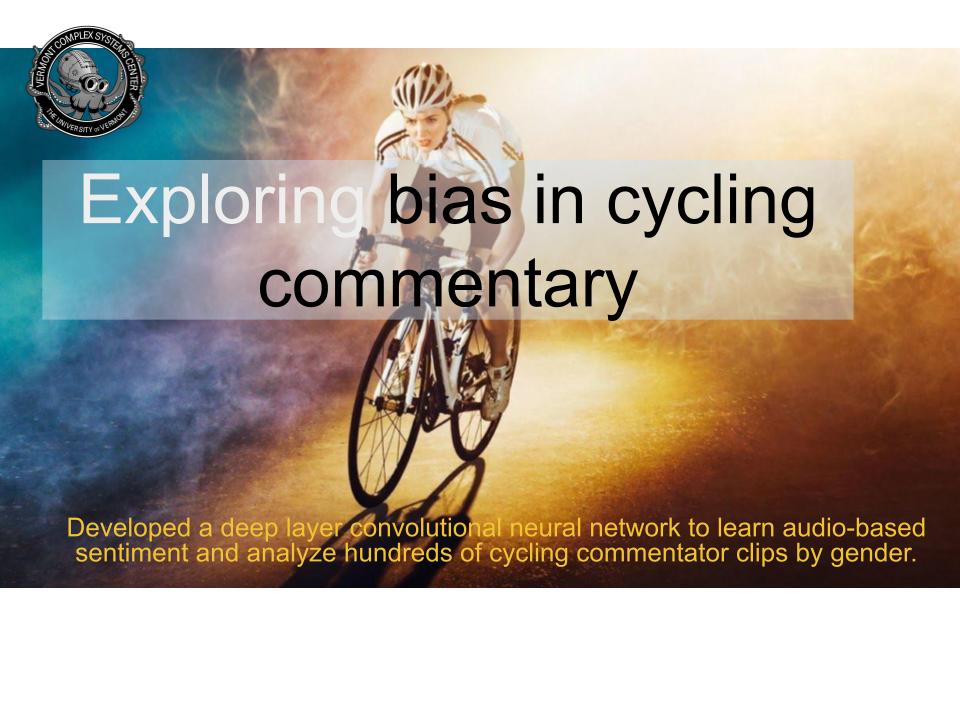 VERMONT COMPLEX SYSTEMS CENTER
THE UNIVERSITY OF VERMONT
Exploring bias in cycling
commentary
Developed a deep layer convolutional neural network to learn audio-based
sentiment and analyze hundreds of cycling commentator clips by gender.